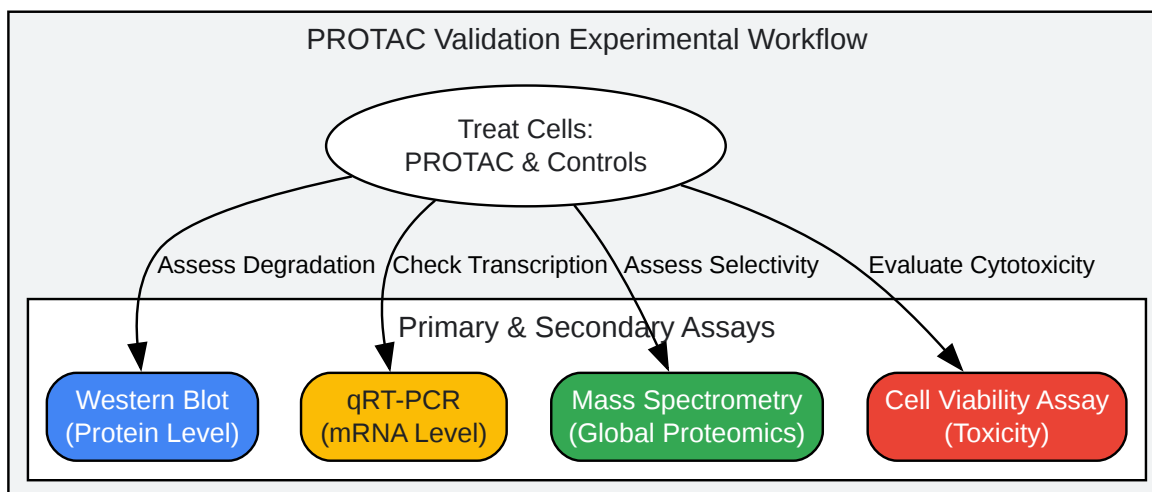 PROTAC Validation Experimental Workflow
Treat Cells:
PROTAC & Controls
Assess Degradation
Check Transcription
Assess Selectivity
Evaluate Cytotoxicity
Primary & Secondary Assays
Western Blot
(Protein Level)
qRT-PCR
(mRNA Level)
Mass Spectrometry
(Global Proteomics)
Cell Viability Assay
(Toxicity)